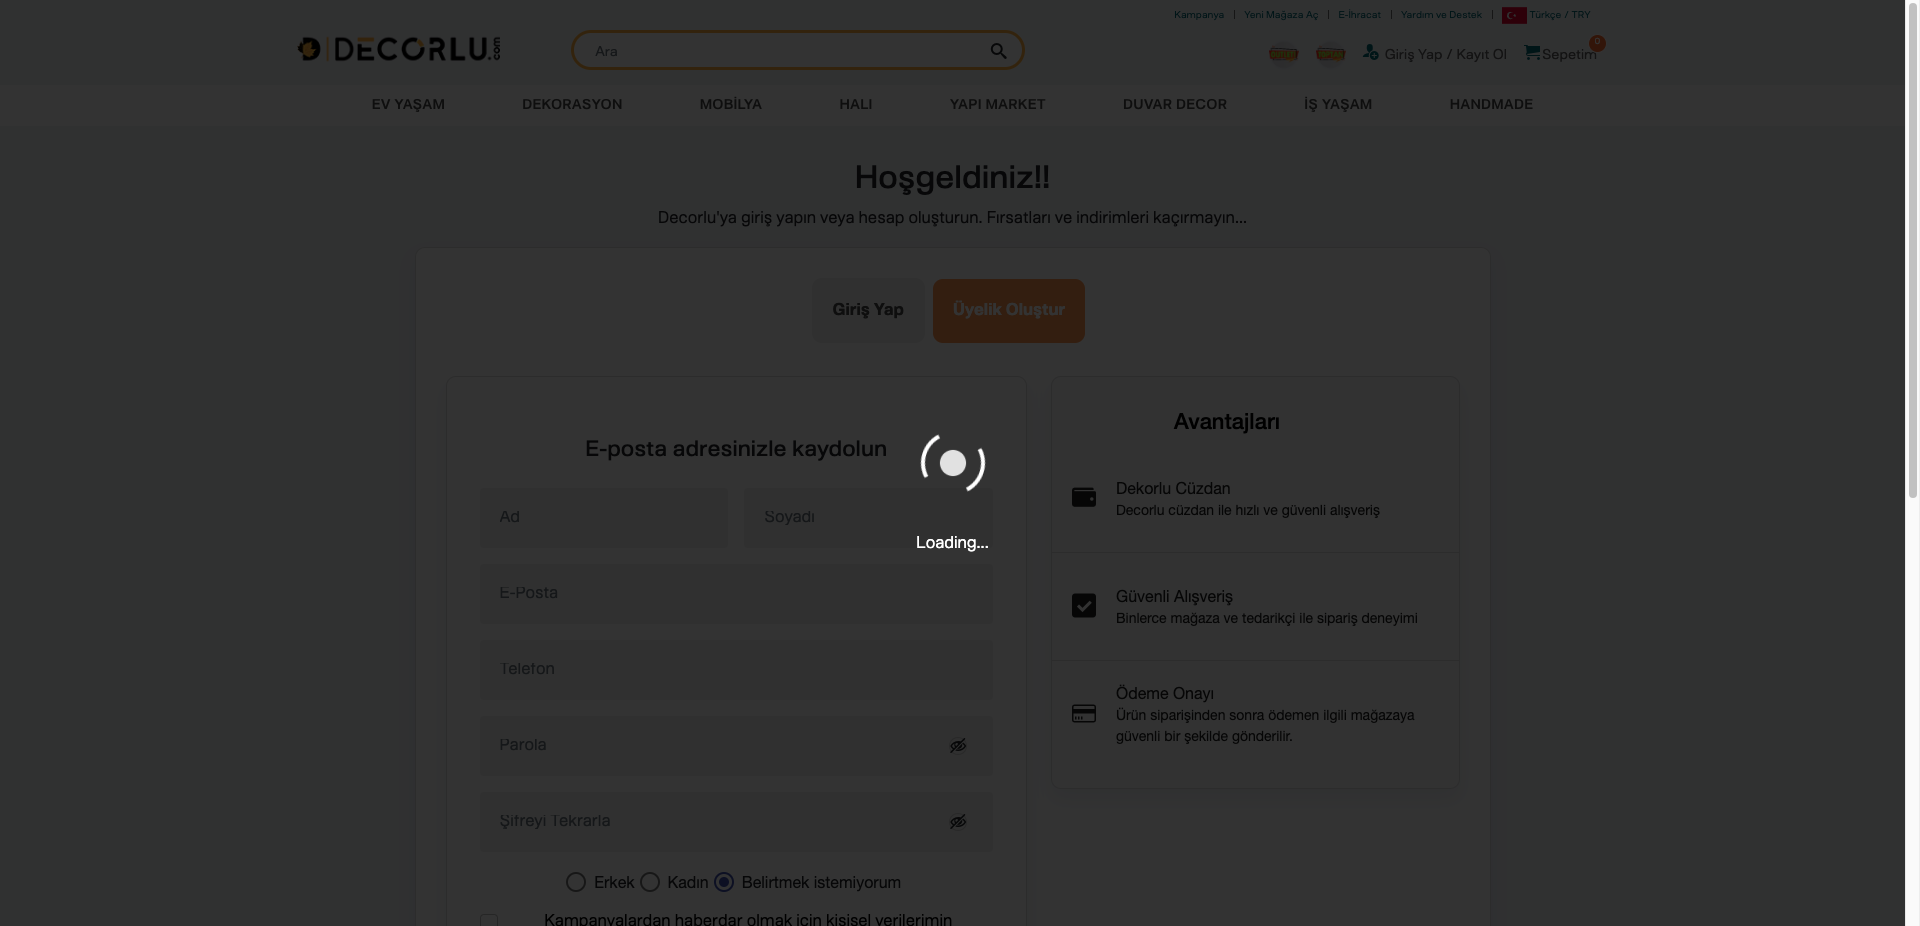 Kampanya | Yeni Mağaza Aç | E-İhracat | Yardım ve Destek | Türkçe / TRY
DECORLU.com
Ara
Giriş Yap / Kayıt Ol
Sepetim
0
EV YAŞAM
DEKORASYON
MOBİLYA
HALI
YAPI MARKET
DUVAR DECOR
İŞ YAŞAM
HANDMADE
Hoşgeldiniz!!
Decorlu'ya giriş yapın veya hesap oluşturun. Fırsatları ve indirimleri kaçırmayın...
Giriş Yap
Üyelik Oluştur
E-posta adresinizle kaydolun
Ad
Soyadı
E-Posta
Telefon
Parola
Şifreyi Tekrarla
Erkek
Kadın
Belirtmek istemiyorum
Kampanyalardan haberdar olmak için kişisel verilerimin
Loading...
Avantajları
Dekorlu Cüzdan
Decorlu cüzdan ile hızlı ve güvenli alışveriş
Güvenli Alışveriş
Binlerce mağaza ve tedarikçi ile sipariş deneyimi
Ödeme Onayı
Ürün siparişinden sonra ödemen ilgili mağazaya
güvenli bir şekilde gönderilir.